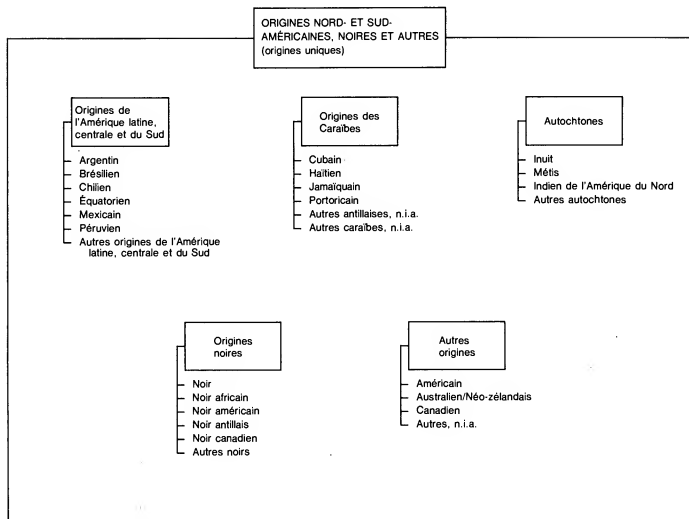 ORIGINES NORD- ET SUD-
AMÉRICAINES, NOIRES ET AUTRES
(origines uniques)
Origines de
l'Amérique latine,
centrale et du Sud
Argentin
Brésilien
Chilien
Équatorien
Mexicain
Péruvien
Autres origines de l'Amérique
latine, centrale et du Sud
Origines des
Caraïbes
Cubain
Haïtien
Jamaïquain
Portoricain
Autres antillaises, n.i.a.
Autres caraïbes, n.i.a.
Autochtones
Inuit
Métis
Indien de l'Amérique du Nord
Autres autochtones
Origines
noires
Noir
Noir africain
Noir américain
Noir antillais
Noir canadien
Autres noirs
Autres
origines
Américain
Australien/Néo-zélandais
Canadien
Autres, n.i.a.